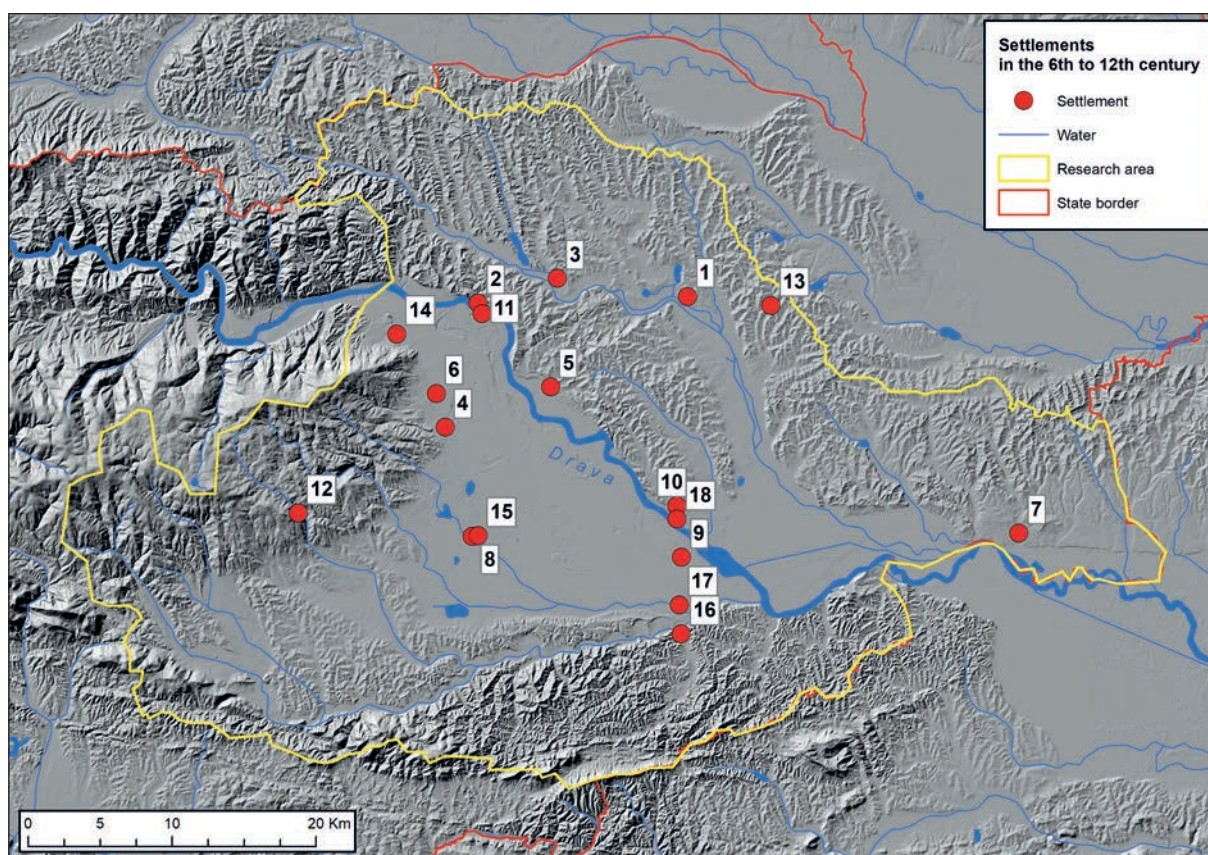 Settlements
in the 6th to 12th century
Settlement
Water
Research area
State border
3
1
2
13
11
14
5
6
4
Drava
12
10
18
15
7
9
8
17
16
0 5 10 20 Km